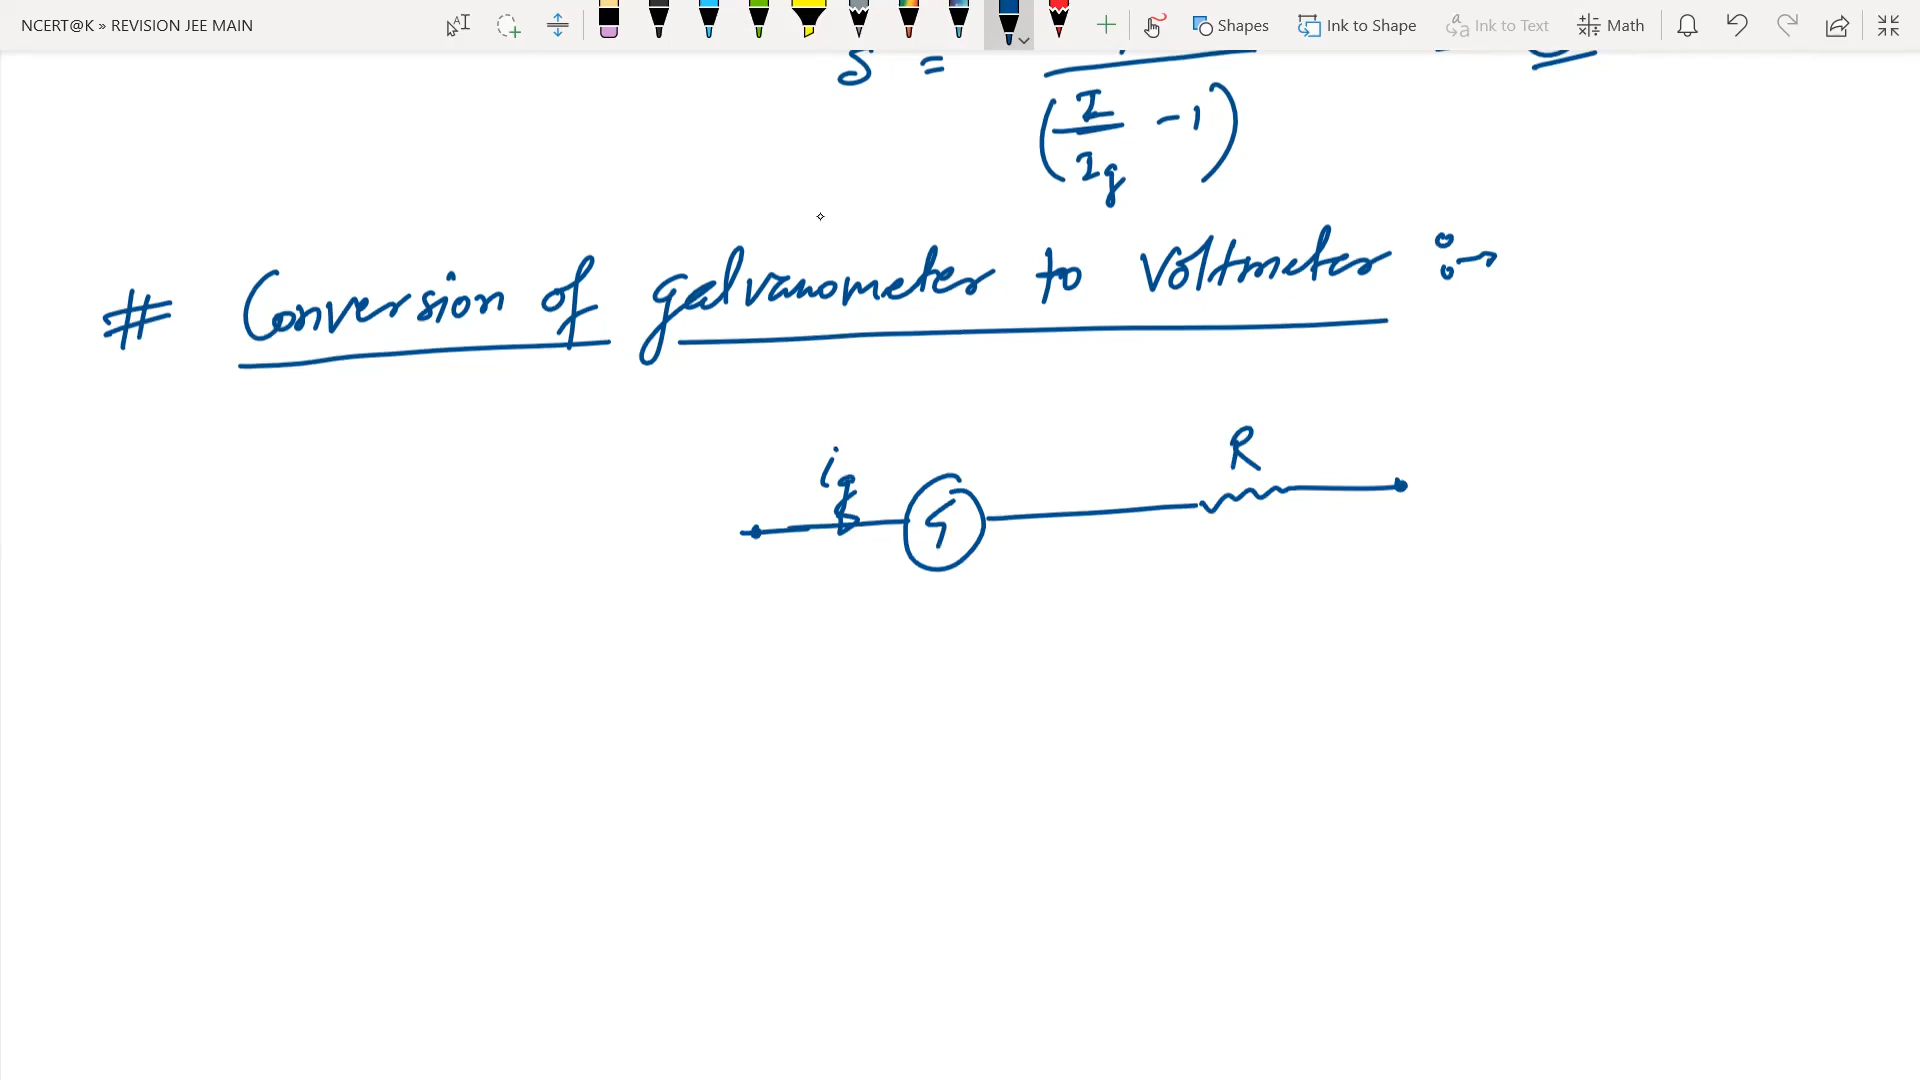 NCERT@K » REVISION JEE MAIN
Shapes
Ink to Shape
Ink to Text
Math
S =
(I/Ig - 1)
# Conversion of galvanometer to voltmeter :→
R
ig
G